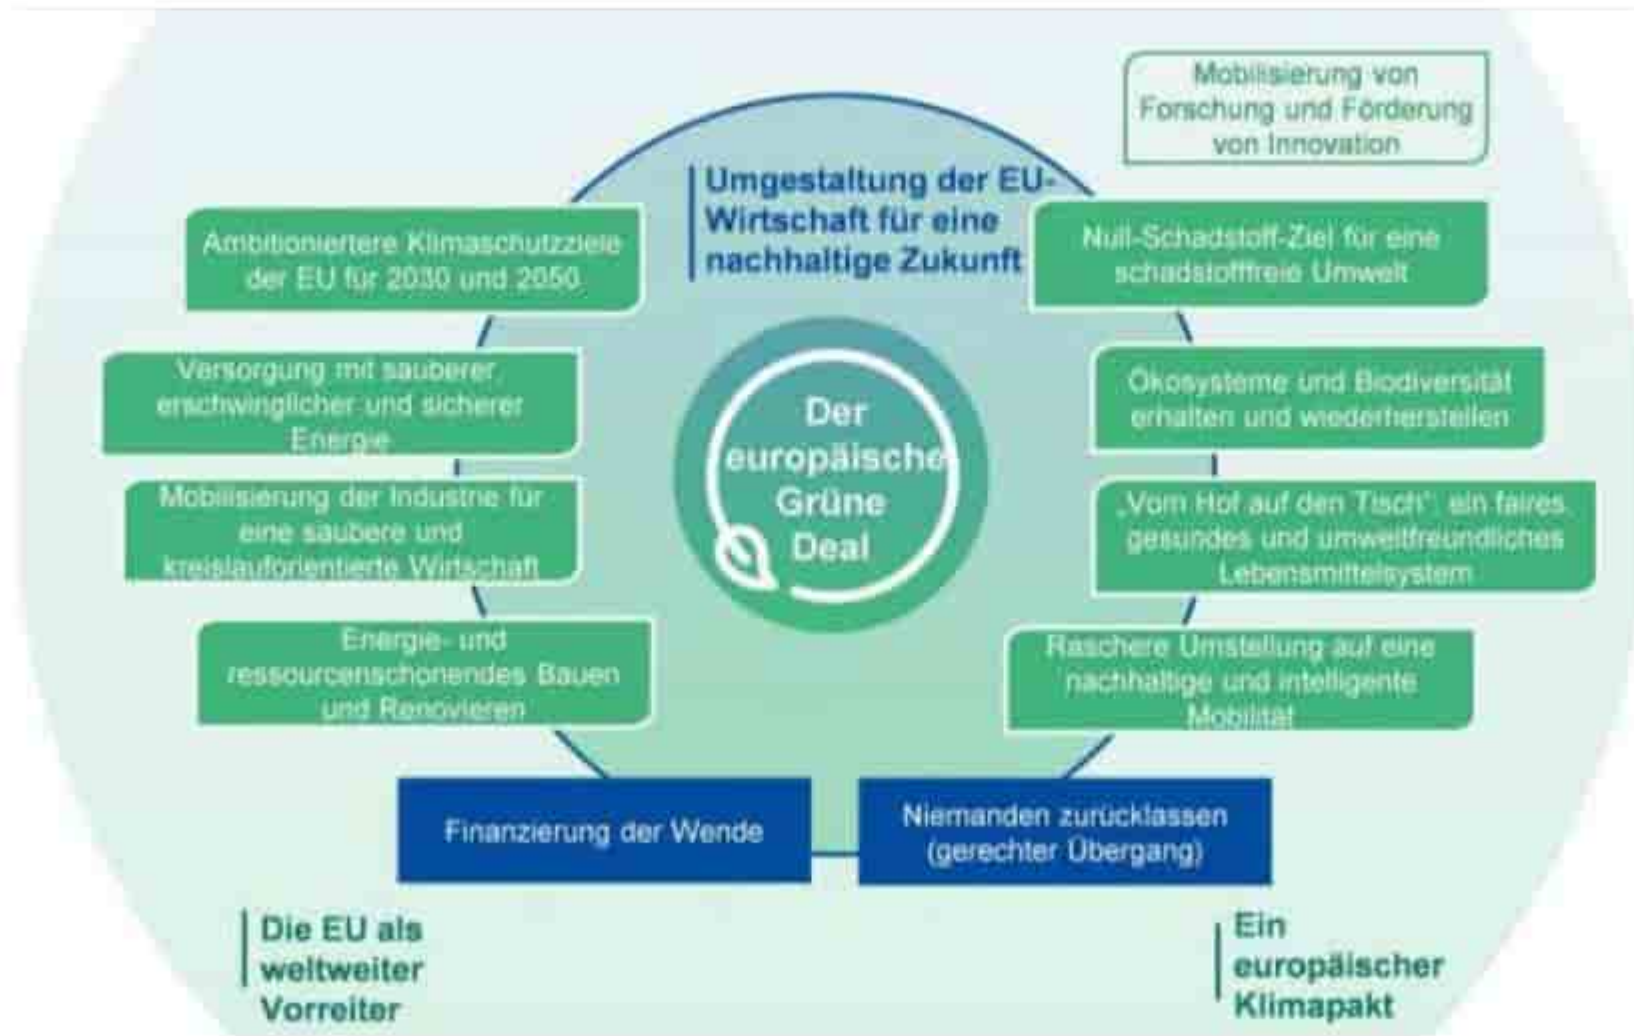 Mobilisierung von
Forschung und Förderung
von Innovation
Umgestaltung der EU-
Wirtschaft für eine
nachhaltige Zukunft
Ambitioniertere Klimaschutzziele
der EU für 2030 und 2050
Null-Schadstoff-Ziel für eine
schadstofffreie Umwelt
Versorgung mit sauberer,
erschwinglicher und sicherer
Energie
Ökosysteme und Biodiversität
erhalten und wiederherstellen
Der
europäische
Grüne
Deal
Mobilisierung der Industrie für
eine saubere und
kreislauforientierte Wirtschaft
„Vom Hof auf den Tisch“: ein faires,
gesundes und umweltfreundliches
Lebensmittelsystem
Energie- und
ressourcenschonendes Bauen
und Renovieren
Raschere Umstellung auf eine
nachhaltige und intelligente
Mobilität
Finanzierung der Wende
Niemanden zurücklassen
(gerechter Übergang)
Die EU als
weltweiter
Vorreiter
Ein
europäischer
Klimapakt